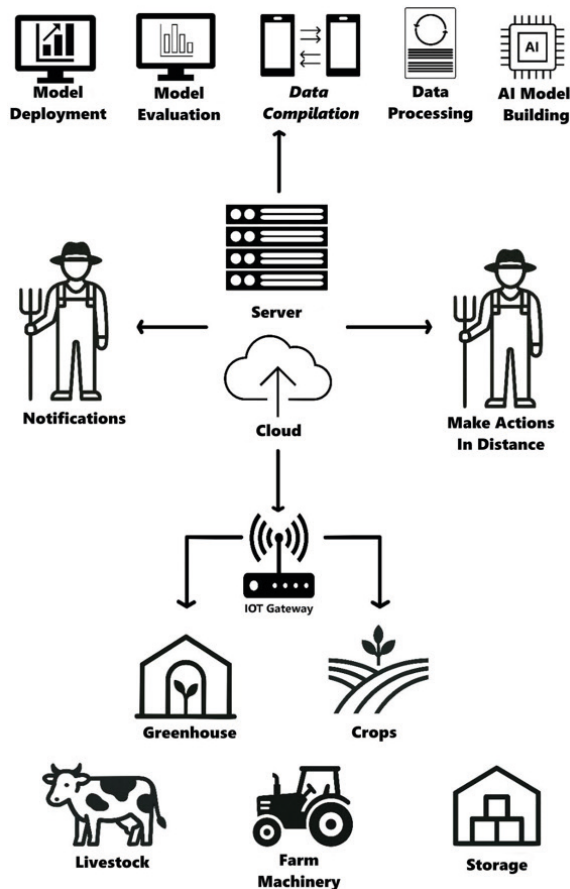 Model
Deployment
Model
Evaluation
Data
Compilation
Data
Processing
AI
AI Model
Building
Server
Notifications
Make Actions
In Distance
Cloud
IOT Gateway
Greenhouse
Crops
Livestock
Farm
Machinery
Storage